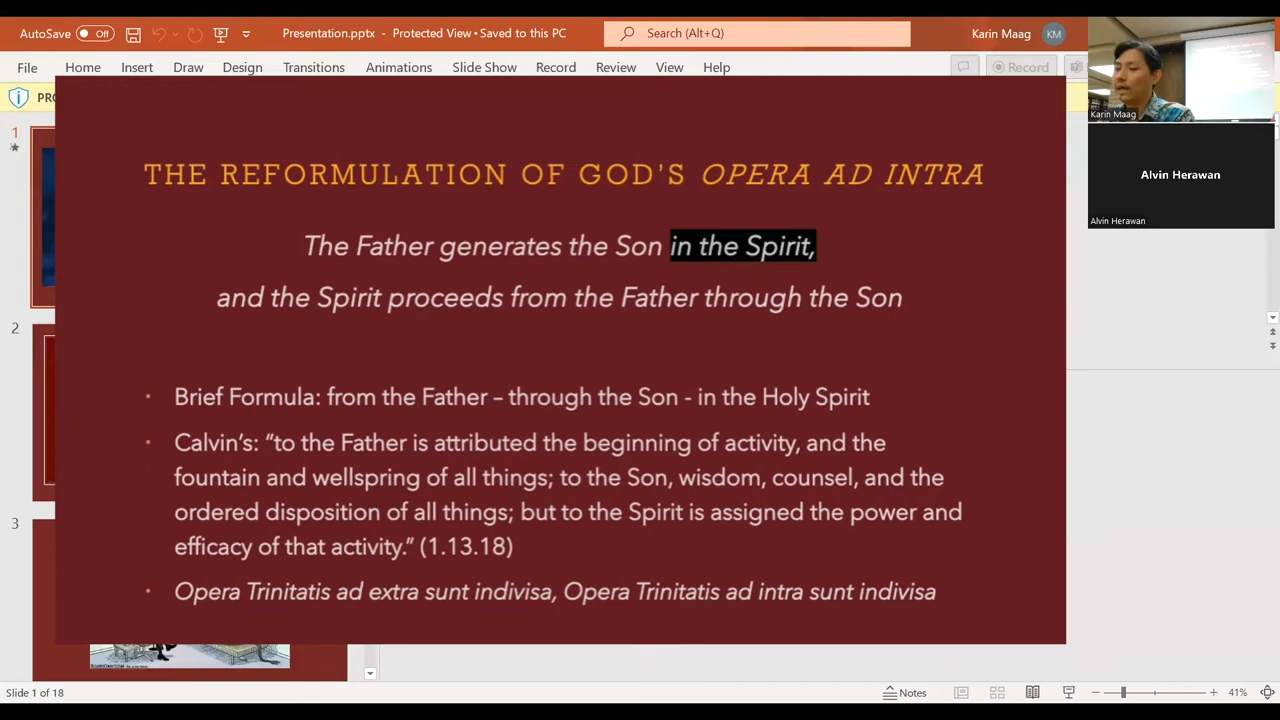 AutoSave Off Presentation.pptx - Protected View • Saved to this PC Search (Alt+Q) Karin Maag KM
File Home Insert Draw Design Transitions Animations Slide Show Record Review View Help Record
1
2
3
THE REFORMULATION OF GOD'S OPERA AD INTRA
The Father generates the Son in the Spirit,
and the Spirit proceeds from the Father through the Son
• Brief Formula: from the Father – through the Son - in the Holy Spirit
• Calvin's: “to the Father is attributed the beginning of activity, and the
fountain and wellspring of all things; to the Son, wisdom, counsel, and the
ordered disposition of all things; but to the Spirit is assigned the power and
efficacy of that activity.” (1.13.18)
• Opera Trinitatis ad extra sunt indivisa, Opera Trinitatis ad intra sunt indivisa
Karin Maag
Alvin Herawan
Alvin Herawan
Slide 1 of 18 Notes 41%